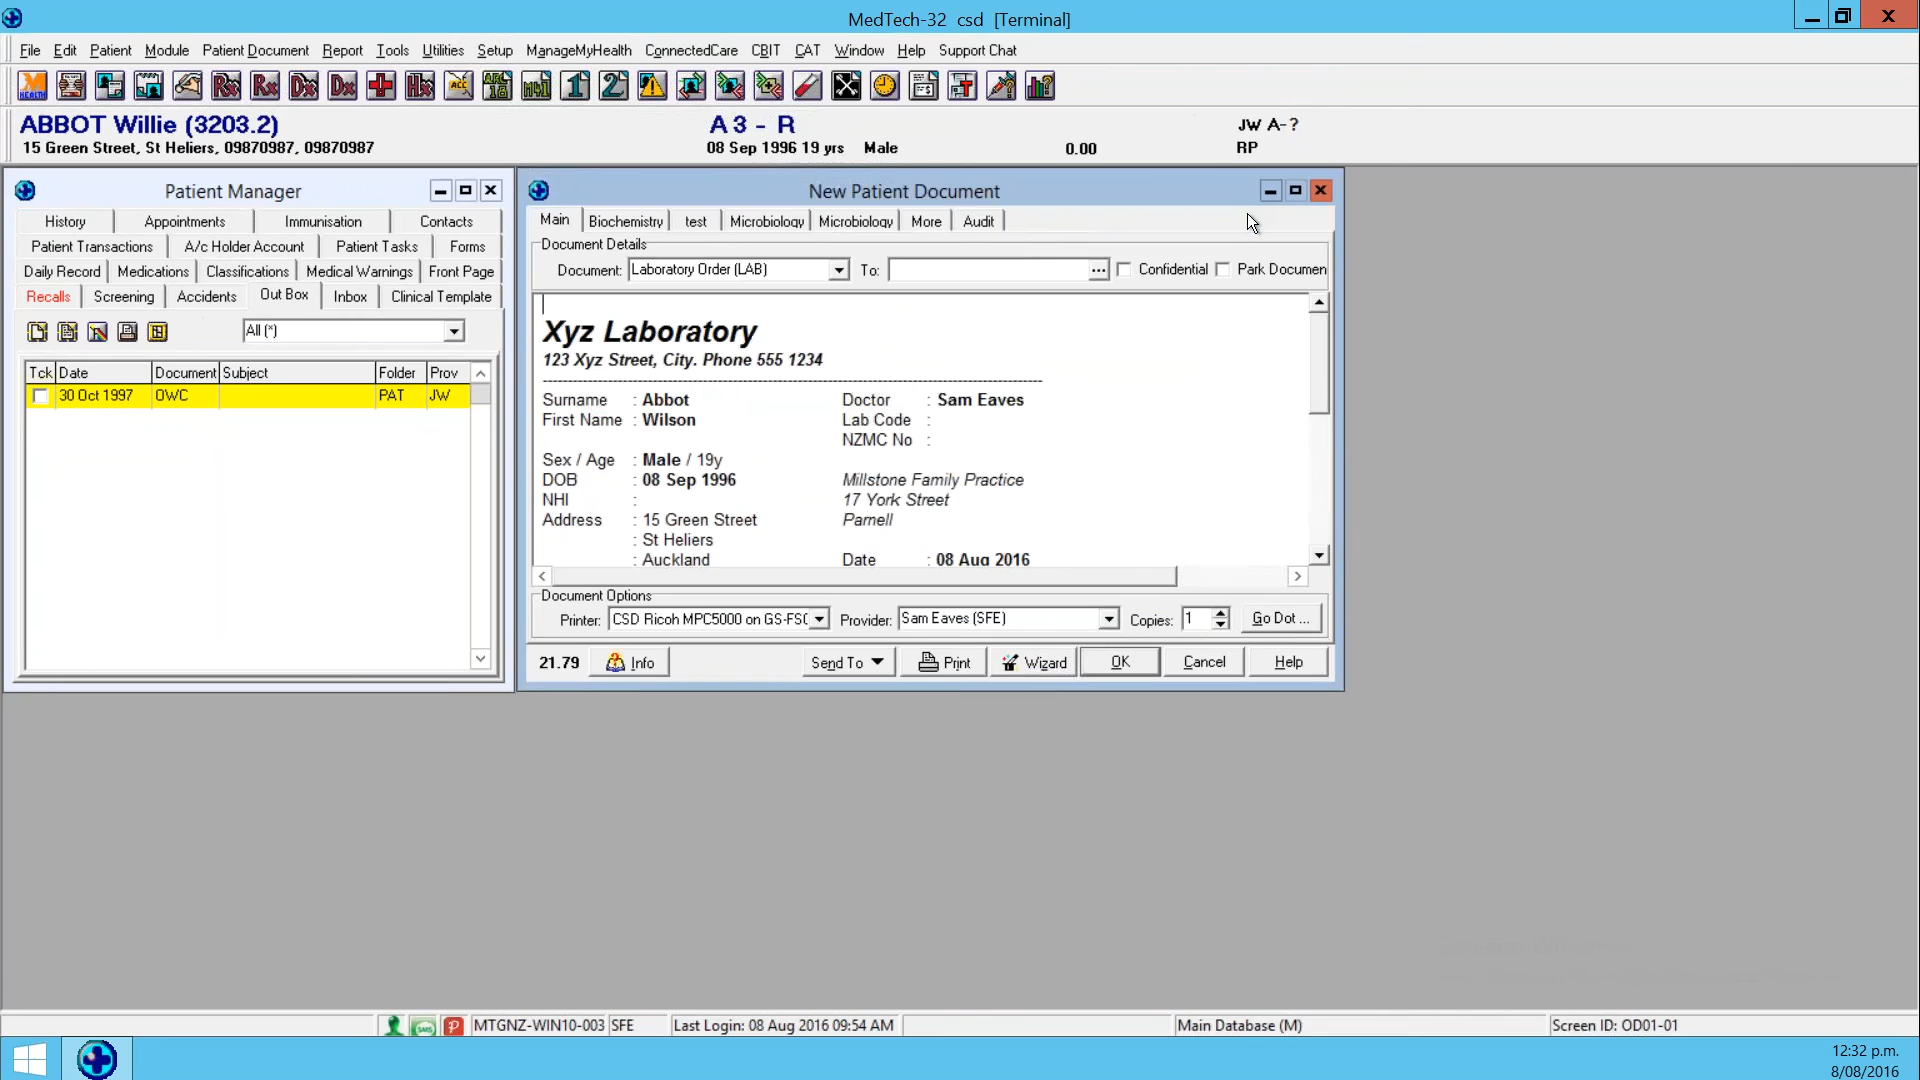 MedTech-32 csd [Terminal]
File Edit Patient Module Patient Document Report Tools Utilities Setup ManageMyHealth ConnectedCare CBIT CAT Window Help Support Chat
ABBOT Willie (3203.2) A 3 - R JW A-?
15 Green Street, St Heliers, 09870987, 09870987 08 Sep 1996 19 yrs Male 0.00 RP
Patient Manager
History Appointments Immunisation Contacts
Patient Transactions A/c Holder Account Patient Tasks Forms
Daily Record Medications Classifications Medical Warnings Front Page
Recalls Screening Accidents Out Box Inbox Clinical Template
All (*)
Tck Date Document Subject Folder Prov
30 Oct 1997 OWC PAT JW
New Patient Document
Main Biochemistry test Microbiology Microbiology More Audit
Document Details
Document: Laboratory Order (LAB) To: ... Confidential Park Documen
Xyz Laboratory
123 Xyz Street, City. Phone 555 1234
Surname : Abbot Doctor : Sam Eaves
First Name : Wilson Lab Code :
NZMC No :
Sex / Age : Male / 19y
DOB : 08 Sep 1996 Millstone Family Practice
NHI : 17 York Street
Address : 15 Green Street Parnell
: St Heliers
: Auckland Date : 08 Aug 2016
Document Options
Printer: CSD Ricoh MPC5000 on GS-FS( Provider: Sam Eaves (SFE) Copies: 1 Go Dot ...
21.79 Info Send To Print Wizard OK Cancel Help
MTGNZ-WIN10-003 SFE Last Login: 08 Aug 2016 09:54 AM Main Database (M) Screen ID: OD01-01
12:32 p.m.
8/08/2016